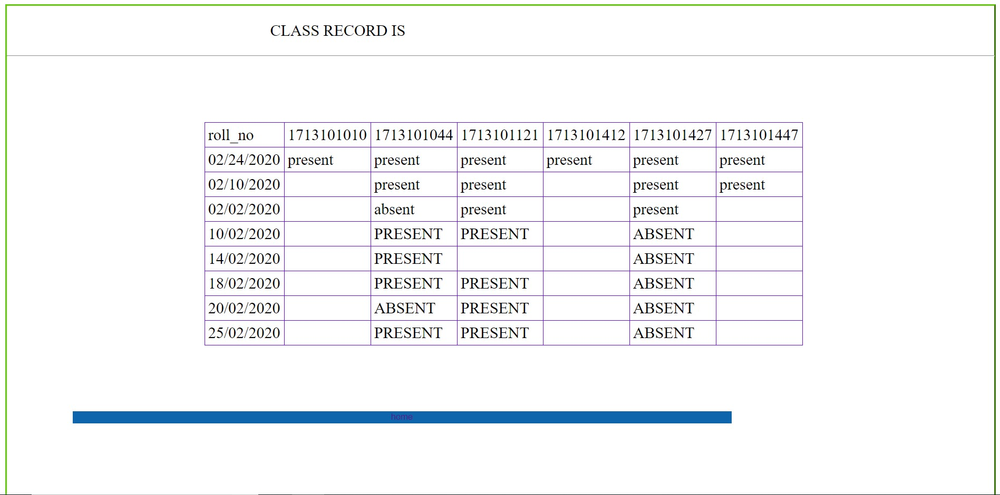 CLASS RECORD IS
roll_no 1713101010 1713101044 1713101121 1713101412 1713101427 1713101447
02/24/2020 present present present present present present
02/10/2020 present present present present
02/02/2020 absent present present
10/02/2020 PRESENT PRESENT ABSENT
14/02/2020 PRESENT ABSENT
18/02/2020 PRESENT PRESENT ABSENT
20/02/2020 ABSENT PRESENT ABSENT
25/02/2020 PRESENT PRESENT ABSENT
home